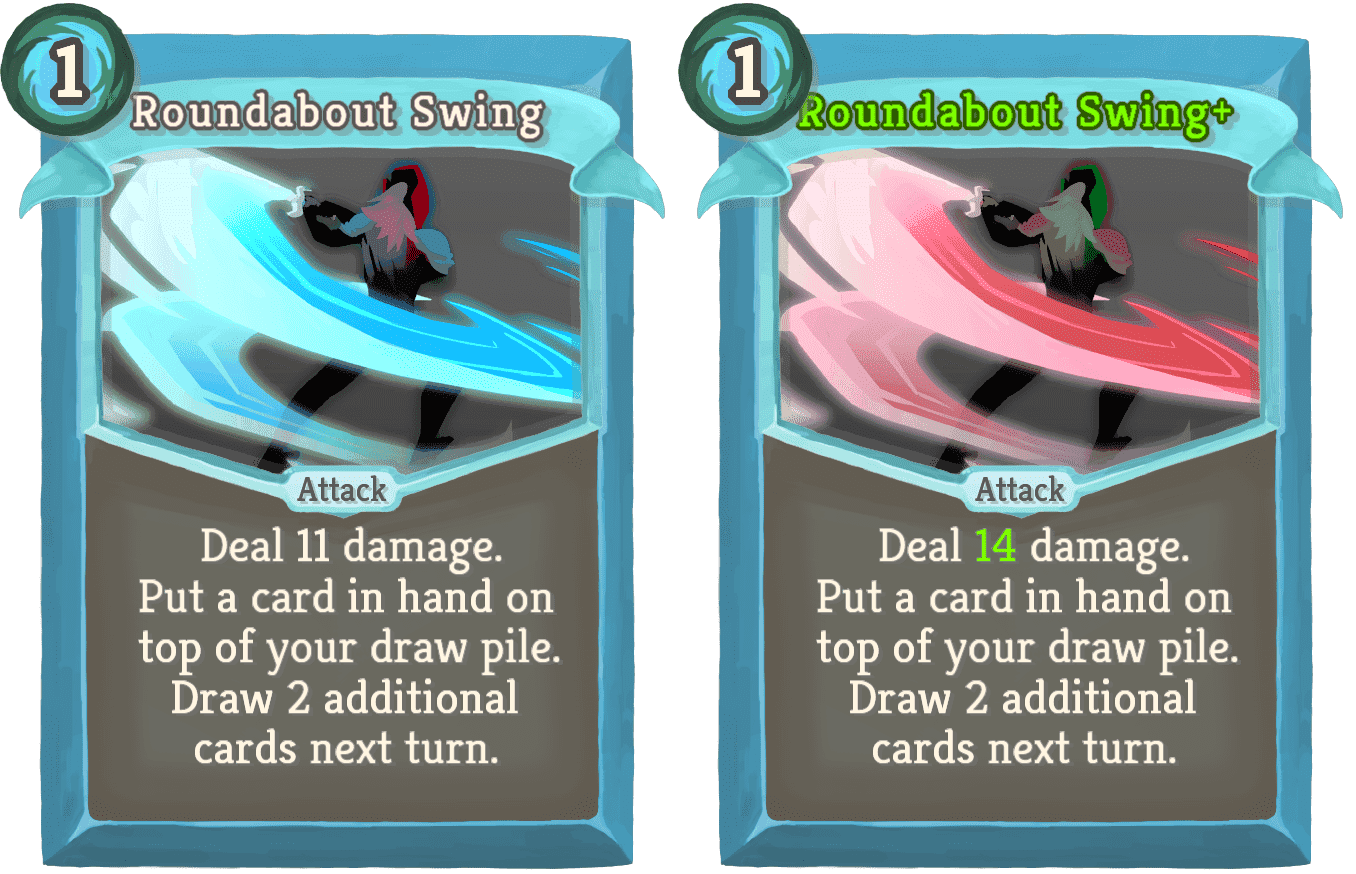 1
Roundabout Swing
Attack
Deal 11 damage.
Put a card in hand on
top of your draw pile.
Draw 2 additional
cards next turn.
1
Roundabout Swing+
Attack
Deal 14 damage.
Put a card in hand on
top of your draw pile.
Draw 2 additional
cards next turn.